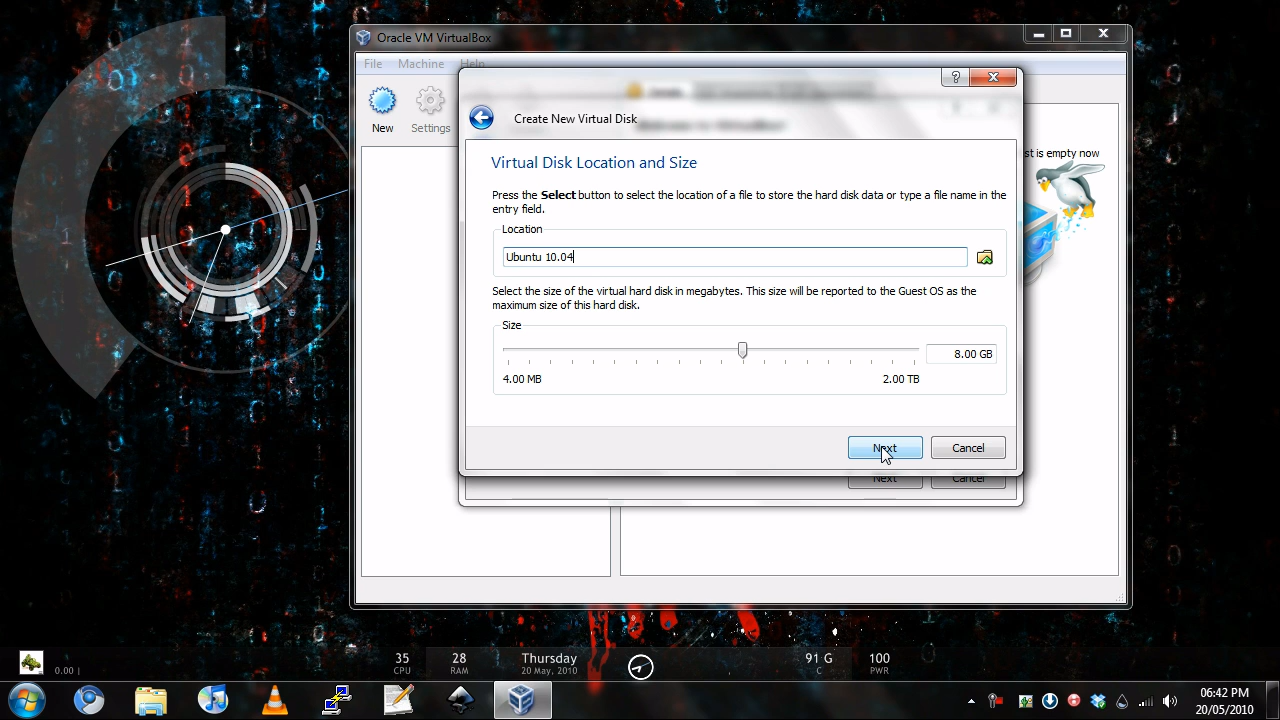 Oracle VM VirtualBox
File Machine Help
New Settings
Create New Virtual Disk
st is empty now
Virtual Disk Location and Size
Press the Select button to select the location of a file to store the hard disk data or type a file name in the
entry field.
Location
Ubuntu 10.04
Select the size of the virtual hard disk in megabytes. This size will be reported to the Guest OS as the
maximum size of this hard disk.
Size
8.00 GB
4.00 MB 2.00 TB
Next Cancel
Next Cancel
35 28 Thursday 91 G 100
0.00 | CPU RAM 20 May, 2010 C PWR
06:42 PM
20/05/2010